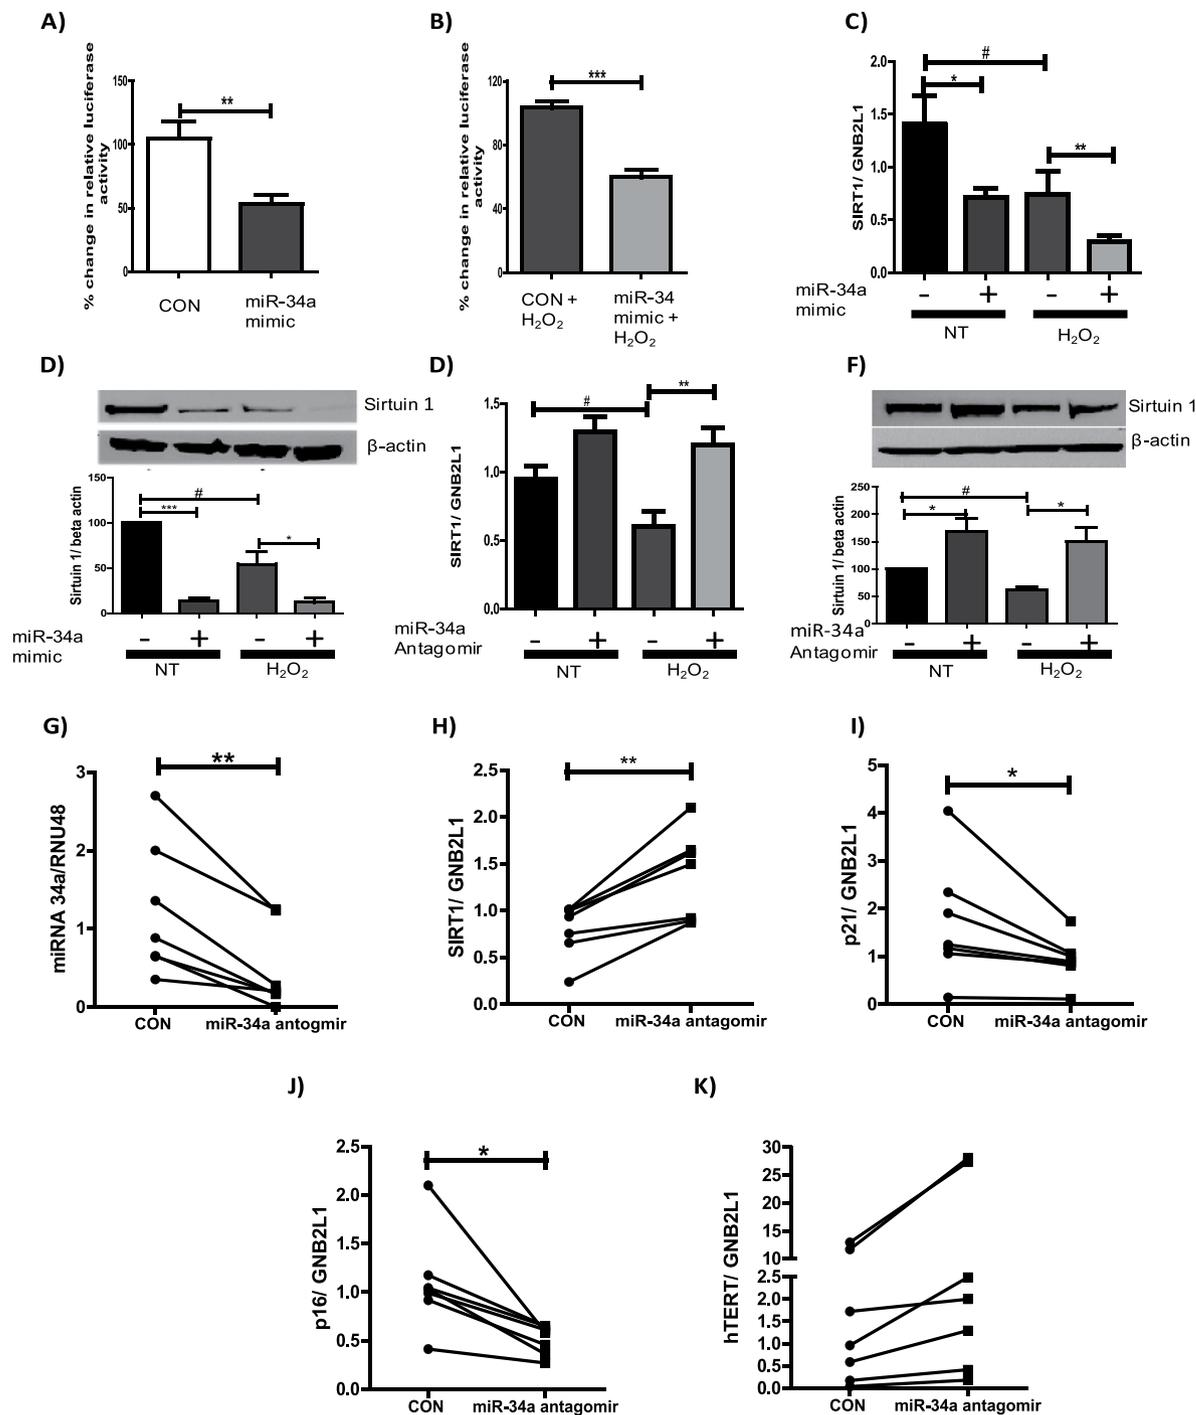 A)
% change in relative luciferase
activity
150
100
50
0
**
CON
miR-34a
mimic
B)
% change in relative luciferase
activity
120
80
40
0
***
CON +
H₂O₂
miR-34
mimic +
H₂O₂
C)
SIRT1/ GNB2L1
2.0
1.5
1.0
0.5
0.0
#
*
**
miR-34a
mimic
– + – +
NT
H₂O₂
D)
Sirtuin 1
β-actin
Sirtuin 1/ beta actin
150
100
50
0
#
***
*
miR-34a
mimic
– + – +
NT
H₂O₂
D)
SIRT1/ GNB2L1
1.5
1.0
0.5
0.0
#
**
miR-34a
Antagomir
– + – +
NT
H₂O₂
F)
Sirtuin 1
β-actin
Sirtuin 1/ beta actin
250
200
150
100
50
0
#
*
*
miR-34a
Antagomir
– + – +
NT
H₂O₂
G)
miRNA 34a/RNU48
3
2
1
0
**
CON
miR-34a antogmir
H)
SIRT1/ GNB2L1
2.5
2.0
1.5
1.0
0.5
0.0
**
CON
miR-34a antagomir
I)
p21/ GNB2L1
5
4
3
2
1
0
*
CON
miR-34a antagomir
J)
p16/ GNB2L1
2.5
2.0
1.5
1.0
0.5
0.0
*
CON
miR-34a antagomir
K)
hTERT/ GNB2L1
30
25
20
15
10
2.5
2.0
1.5
1.0
0.5
0.0
CON
miR-34a antagomir